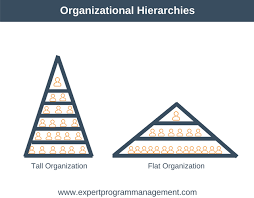 Organizational Hierarchies
Tall Organization
Flat Organization
www.expertprogrammanagement.com